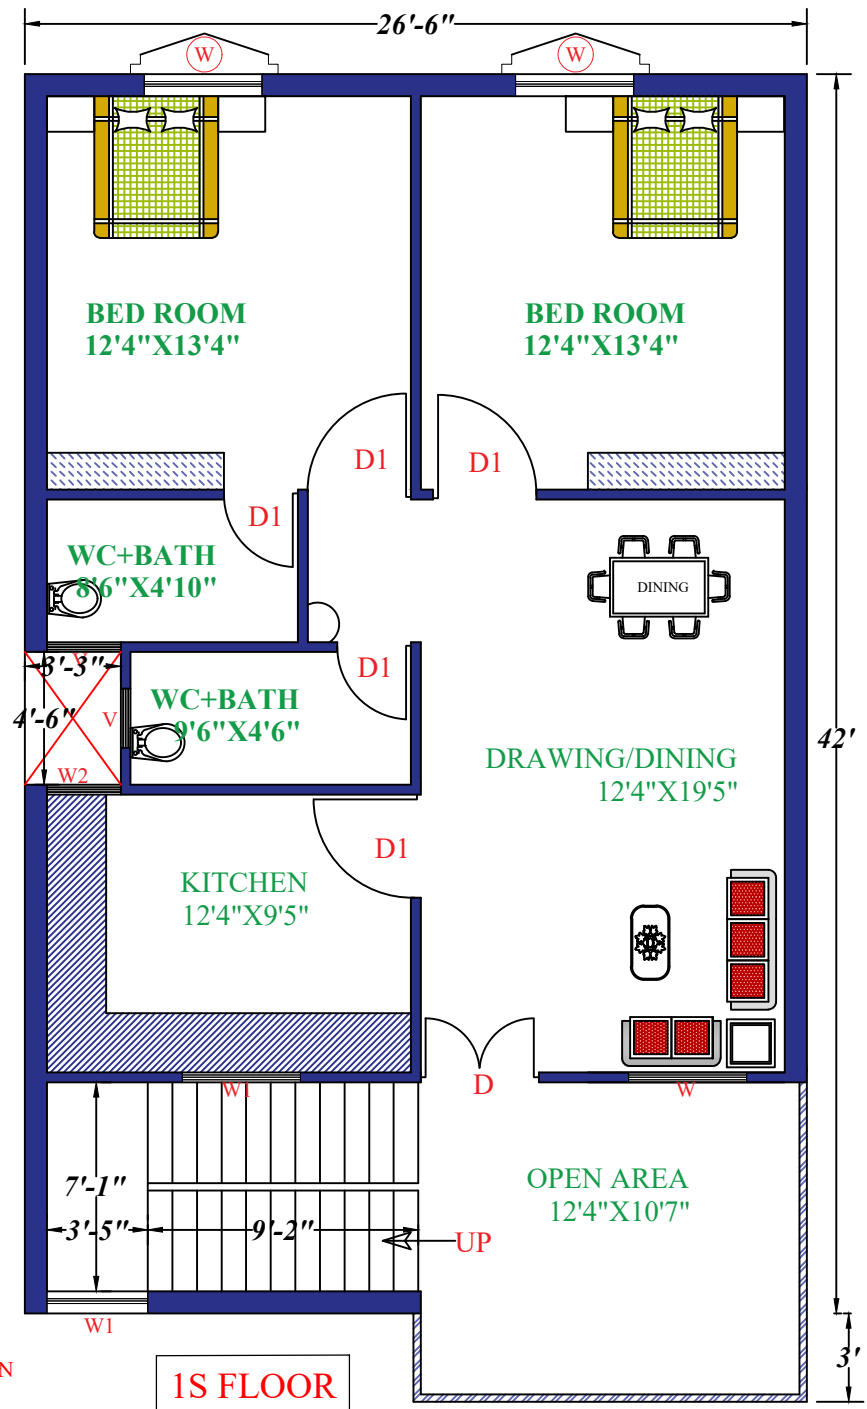 26'-6"
W
W
BED ROOM
12'4"X13'4"
BED ROOM
12'4"X13'4"
D1
D1
D1
WC+BATH
8'6"X4'10"
DINING
V
3'-3"
D1
WC+BATH
9'6"X4'6"
4'-6"
V
42'
DRAWING/DINING
12'4"X19'5"
W2
D1
KITCHEN
12'4"X9'5"
W1
D
W
7'-1"
OPEN AREA
12'4"X10'7"
3'-5"
9'-2"
UP
W1
3'
N
1S FLOOR